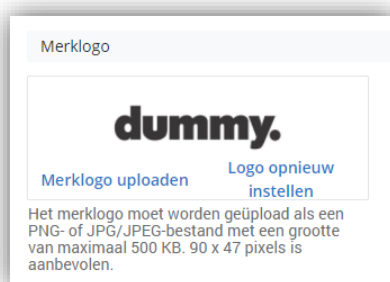 Merklogo
dummy.
Merklogo uploaden
Logo opnieuw
instellen
Het merklogo moet worden geüpload als een
PNG- of JPG/JPEG-bestand met een grootte
van maximaal 500 KB. 90 x 47 pixels is
aanbevolen.